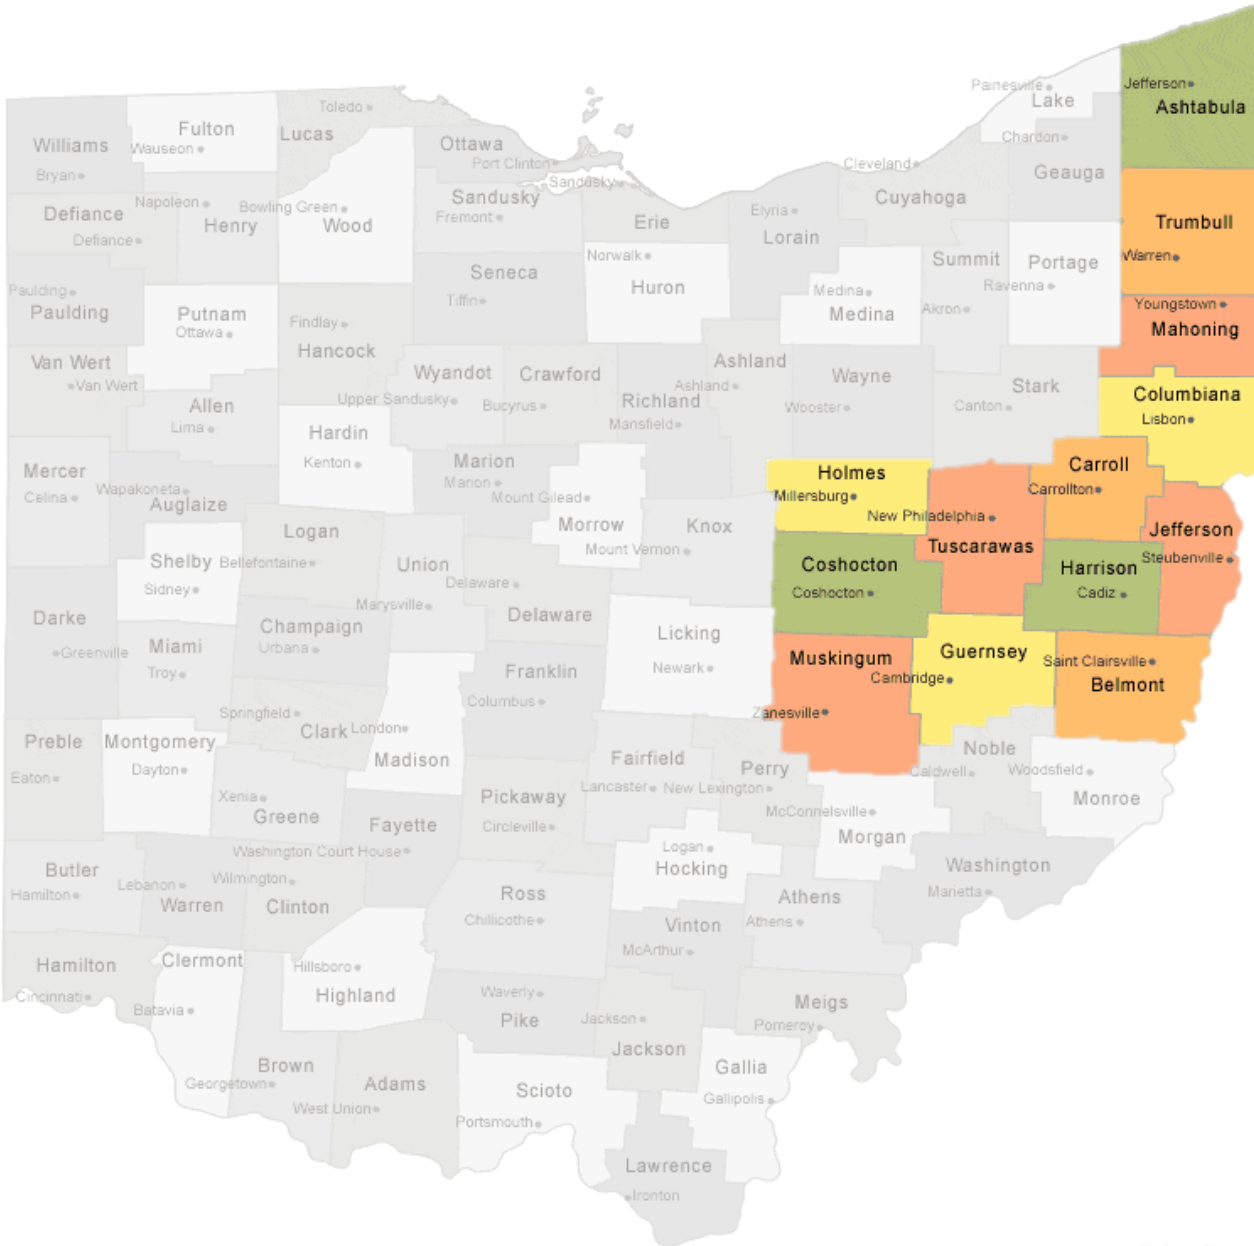 Jefferson
Ashtabula
Painesville
Lake
Chardon
Geauga
Toledo
Lucas
Fulton
Wauseon
Williams
Bryan
Ottawa
Port Clinton
Sandusky
Cleveland
Cuyahoga
Defiance
Defiance
Napoleon
Henry
Bowling Green
Wood
Sandusky
Fremont
Erie
Elyria
Lorain
Trumbull
Warren
Paulding
Paulding
Putnam
Ottawa
Seneca
Tiffin
Norwalk
Huron
Medina
Medina
Summit
Akron
Portage
Ravenna
Youngstown
Mahoning
Van Wert
Van Wert
Findlay
Hancock
Wyandot
Upper Sandusky
Crawford
Bucyrus
Richland
Mansfield
Ashland
Ashland
Wayne
Wooster
Stark
Canton
Columbiana
Lisbon
Allen
Lima
Hardin
Kenton
Mercer
Celina
Wapakoneta
Auglaize
Marion
Marion
Mount Gilead
Morrow
Knox
Mount Vernon
Holmes
Millersburg
New Philadelphia
Tuscarawas
Carroll
Carrollton
Jefferson
Steubenville
Shelby
Sidney
Logan
Bellefontaine
Union
Marysville
Delaware
Delaware
Coshocton
Coshocton
Harrison
Cadiz
Darke
Greenville
Miami
Troy
Champaign
Urbana
Licking
Newark
Franklin
Columbus
Muskingum
Zanesville
Guernsey
Cambridge
Saint Clairsville
Belmont
Preble
Eaton
Montgomery
Dayton
Springfield
Clark
London
Madison
Fairfield
Lancaster
Perry
New Lexington
Noble
Caldwell
Woodsfield
Monroe
Xenia
Greene
Fayette
Washington Court House
Pickaway
Circleville
McConnelsville
Morgan
Logan
Hocking
Washington
Marietta
Butler
Hamilton
Lebanon
Warren
Wilmington
Clinton
Ross
Chillicothe
Athens
Athens
Vinton
McArthur
Hamilton
Cincinnati
Clermont
Batavia
Hillsboro
Highland
Waverly
Pike
Jackson
Jackson
Meigs
Pomeroy
Brown
Georgetown
Adams
West Union
Scioto
Portsmouth
Gallia
Gallipolis
Lawrence
Ironton